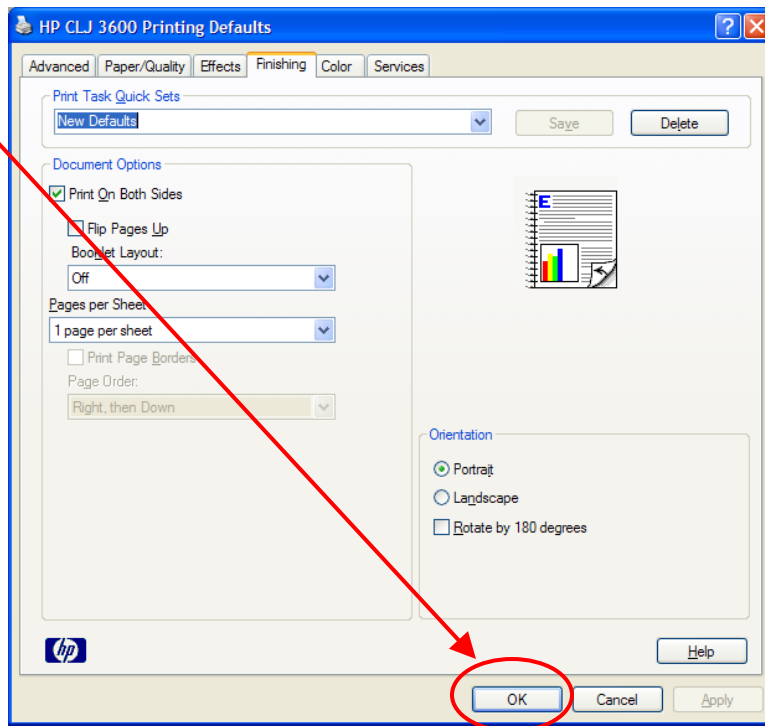 HP CLJ 3600 Printing Defaults
Advanced Paper/Quality Effects Finishing Color Services
Print Task Quick Sets
New Defaults Save Delete
Document Options
Print On Both Sides
Flip Pages Up
Booklet Layout:
Off
Pages per Sheet
1 page per sheet
Print Page Borders
Page Order:
Right, then Down
E
Orientation
Portrait
Landscape
Rotate by 180 degrees
hp
Help
OK Cancel Apply